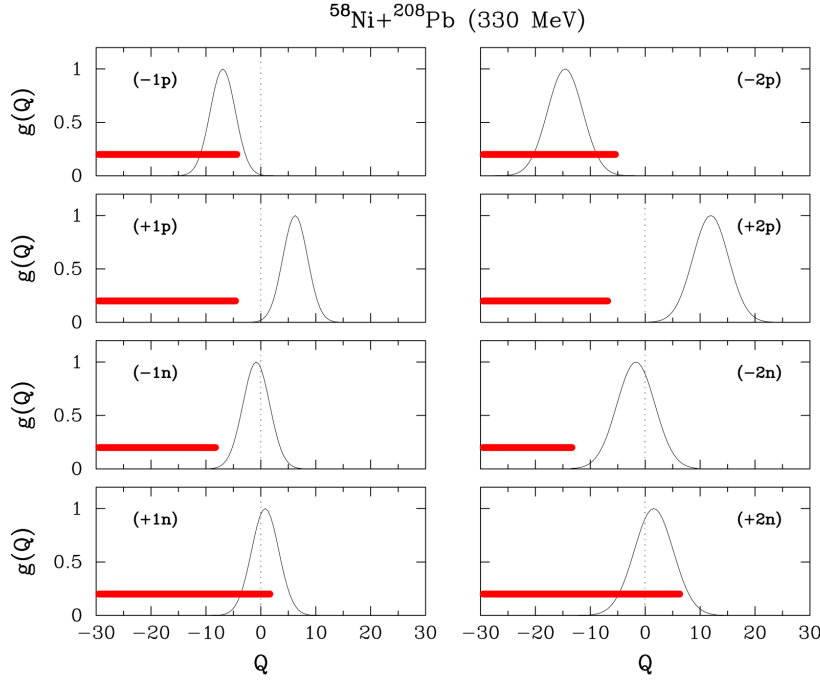 ⁵⁸Ni+²⁰⁸Pb (330 MeV)
g(Q) 1 0.5 0 (−1p) (−2p)
g(Q) 1 0.5 0 (+1p) (+2p)
g(Q) 1 0.5 0 (−1n) (−2n)
g(Q) 1 0.5 0 (+1n) (+2n)
−30 −20 −10 0 10 20 30 −30 −20 −10 0 10 20 30
Q Q